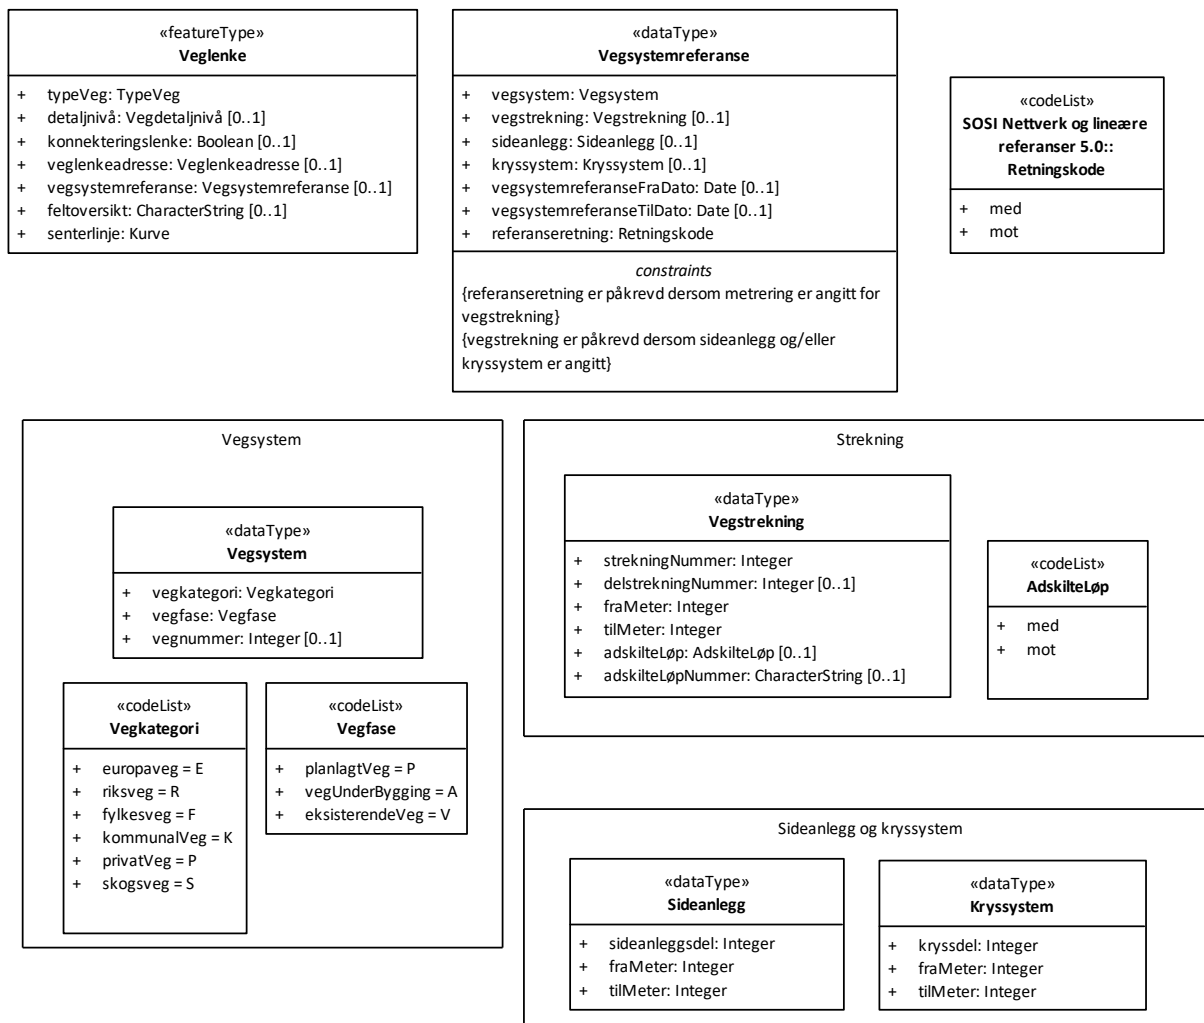 «featureType»
Veglenke
+ typeVeg: TypeVeg
+ detaljnivå: Vegdetaljnivå [0..1]
+ konnekteringslenke: Boolean [0..1]
+ veglenkeadresse: Veglenkeadresse [0..1]
+ vegsystemreferanse: Vegsystemreferanse [0..1]
+ feltoversikt: CharacterString [0..1]
+ senterlinje: Kurve
«dataType»
Vegsystemreferanse
+ vegsystem: Vegsystem
+ vegstrekning: Vegstrekning [0..1]
+ sideanlegg: Sideanlegg [0..1]
+ kryssystem: Kryssystem [0..1]
+ vegsystemreferanseFraDato: Date [0..1]
+ vegsystemreferanseTilDato: Date [0..1]
+ referanseretning: Retningskode
constraints
{referanseretning er påkrevd dersom metrering er angitt for
vegstrekning}
{vegstrekning er påkrevd dersom sideanlegg og/eller
kryssystem er angitt}
«codeList»
SOSI Nettverk og lineære
referanser 5.0::
Retningskode
+ med
+ mot
Vegsystem
«dataType»
Vegsystem
+ vegkategori: Vegkategori
+ vegfase: Vegfase
+ vegnummer: Integer [0..1]
«codeList»
Vegkategori
+ europaveg = E
+ riksveg = R
+ fylkesveg = F
+ kommunalVeg = K
+ privatVeg = P
+ skogsveg = S
«codeList»
Vegfase
+ planlagtVeg = P
+ vegUnderBygging = A
+ eksisterendeVeg = V
Strekning
«dataType»
Vegstrekning
+ strekningNummer: Integer
+ delstrekningNummer: Integer [0..1]
+ fraMeter: Integer
+ tilMeter: Integer
+ adskilteLøp: AdskilteLøp [0..1]
+ adskilteLøpNummer: CharacterString [0..1]
«codeList»
AdskilteLøp
+ med
+ mot
Sideanlegg og kryssystem
«dataType»
Sideanlegg
+ sideanleggsdel: Integer
+ fraMeter: Integer
+ tilMeter: Integer
«dataType»
Kryssystem
+ kryssdel: Integer
+ fraMeter: Integer
+ tilMeter: Integer